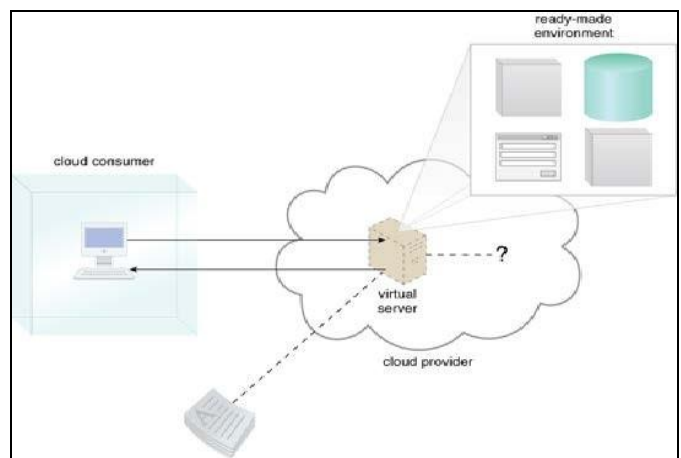 ready-made
environment
cloud consumer
?
virtual
server
cloud provider
A